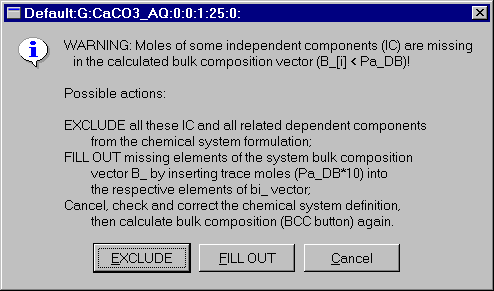 Default:G:CaCO3_AQ:0:0:1:25:0:
WARNING: Moles of some independent components (IC) are missing
in the calculated bulk composition vector (B_[i] < Pa_DB)!
Possible actions:
EXCLUDE all these IC and all related dependent components
from the chemical system formulation;
FILL OUT missing elements of the system bulk composition
vector B_ by inserting trace moles (Pa_DB*10) into
the respective elements of bi_ vector;
Cancel, check and correct the chemical system definition,
then calculate bulk composition (BCC button) again.
EXCLUDE
FILL OUT
Cancel